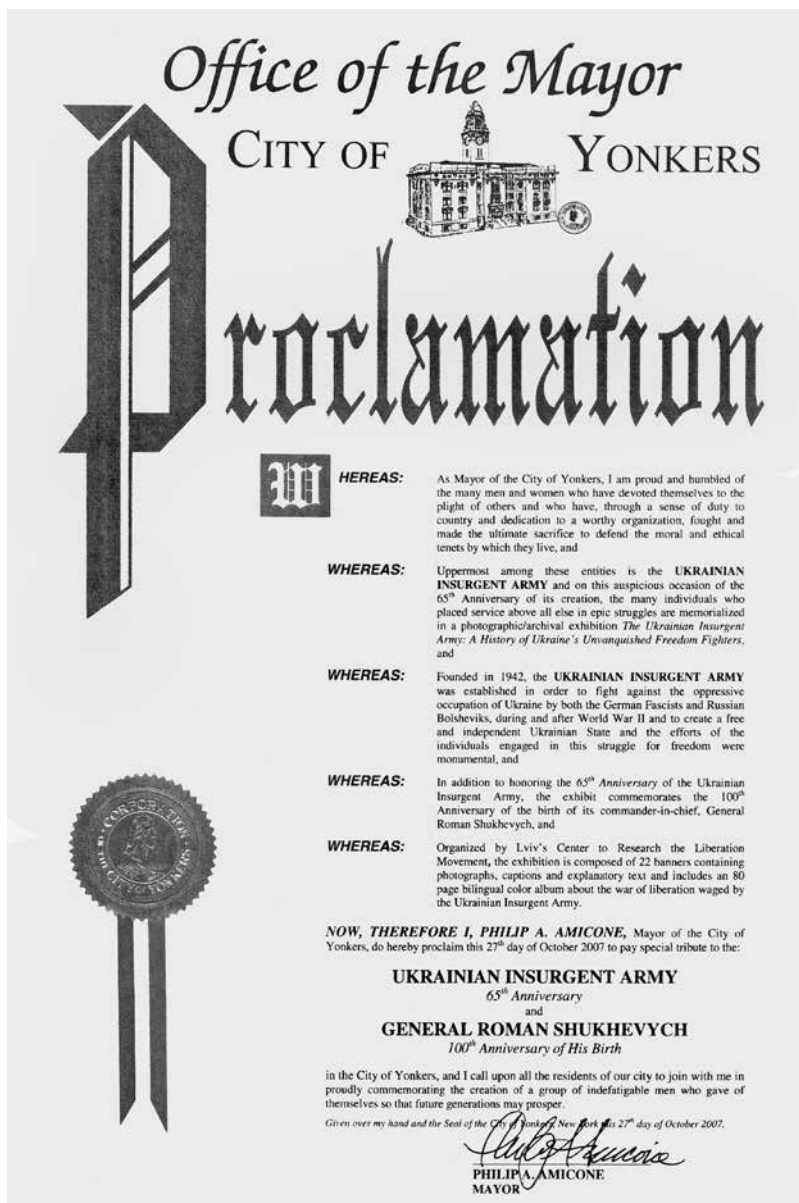 Office of the Mayor
CITY OF YONKERS
Proclamation
WHEREAS: As Mayor of the City of Yonkers, I am proud and humbled of
the many men and women who have devoted themselves to the
plight of others and who have, through a sense of duty to
country and dedication to a worthy organization, fought and
made the ultimate sacrifice to defend the moral and ethical
tenets by which they live, and
WHEREAS: Uppermost among these entities is the UKRAINIAN
INSURGENT ARMY and on this auspicious occasion of the
65th Anniversary of its creation, the many individuals who
placed service above all else in epic struggles are memorialized
in a photographic/archival exhibition The Ukrainian Insurgent
Army: A History of Ukraine's Unvanquished Freedom Fighters,
and
WHEREAS: Founded in 1942, the UKRAINIAN INSURGENT ARMY
was established in order to fight against the oppressive
occupation of Ukraine by both the German Fascists and Russian
Bolsheviks, during and after World War II and to create a free
and independent Ukrainian State and the efforts of the
individuals engaged in this struggle for freedom were
monumental, and
WHEREAS: In addition to honoring the 65th Anniversary of the Ukrainian
Insurgent Army, the exhibit commemorates the 100th
Anniversary of the birth of its commander-in-chief, General
Roman Shukhevych, and
WHEREAS: Organized by Lviv's Center to Research the Liberation
Movement, the exhibition is composed of 22 banners containing
photographs, captions and explanatory text and includes an 80
page bilingual color album about the war of liberation waged by
the Ukrainian Insurgent Army.
NOW, THEREFORE I, PHILIP A. AMICONE, Mayor of the City of
Yonkers, do hereby proclaim this 27th day of October 2007 to pay special tribute to the:
UKRAINIAN INSURGENT ARMY
65th Anniversary
and
GENERAL ROMAN SHUKHEVYCH
100th Anniversary of His Birth
in the City of Yonkers, and I call upon all the residents of our city to join with me in
proudly commemorating the creation of a group of indefatigable men who gave of
themselves so that future generations may prosper.
Given over my hand and the Seal of the City of Yonkers, New York this 27th day of October 2007.
PHILIP A. AMICONE
MAYOR
CORPORATION
CITY OF YONKERS